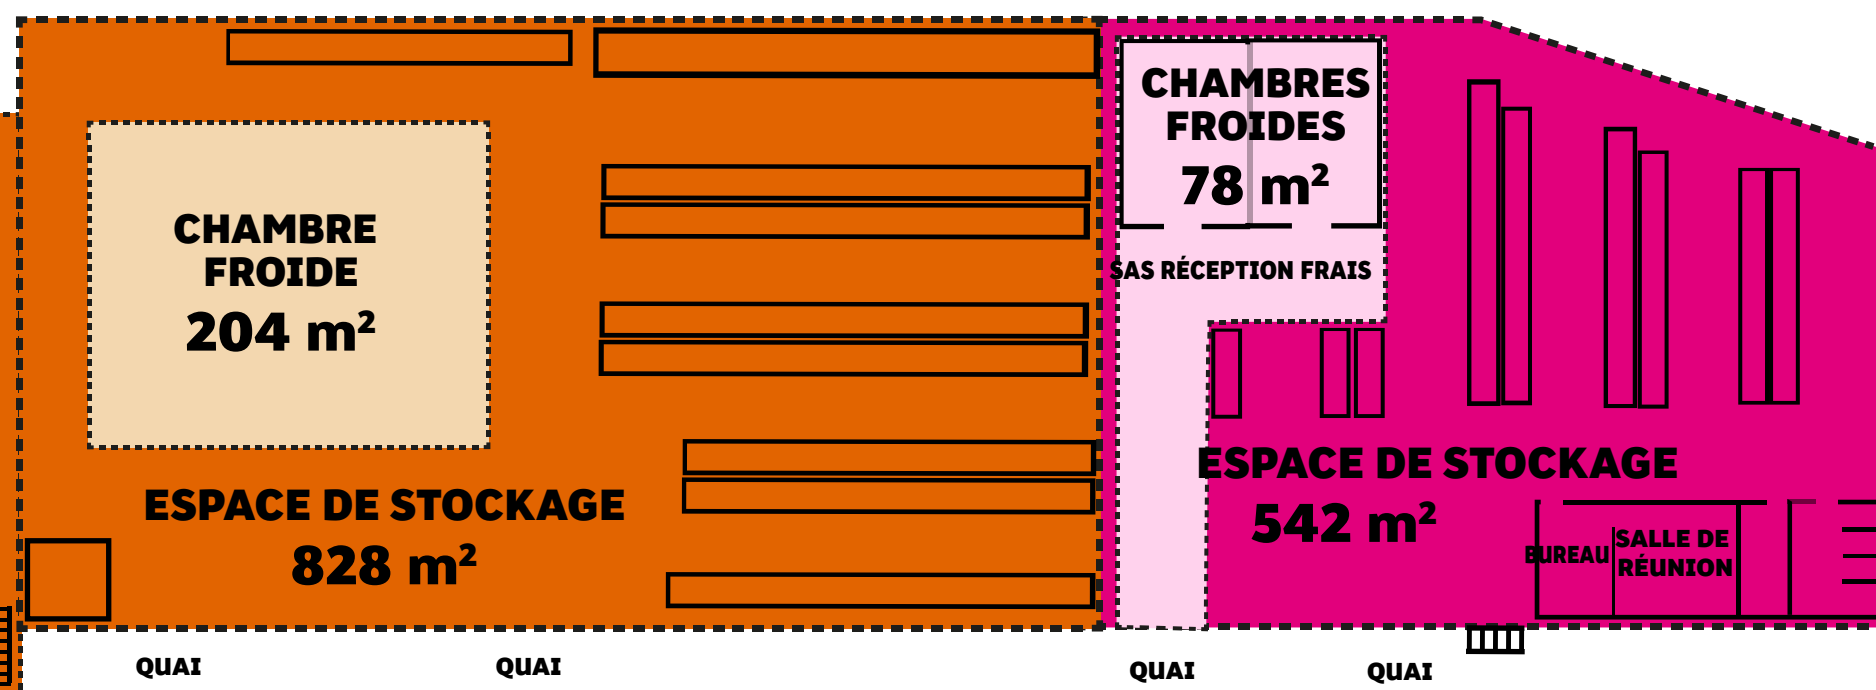 CHAMBRE
FROIDE
204 m²
ESPACE DE STOCKAGE
828 m²
CHAMBRES
FROIDES
78 m²
SAS RÉCEPTION FRAIS
ESPACE DE STOCKAGE
542 m²
BUREAU
SALLE DE
RÉUNION
QUAI
QUAI
QUAI
QUAI